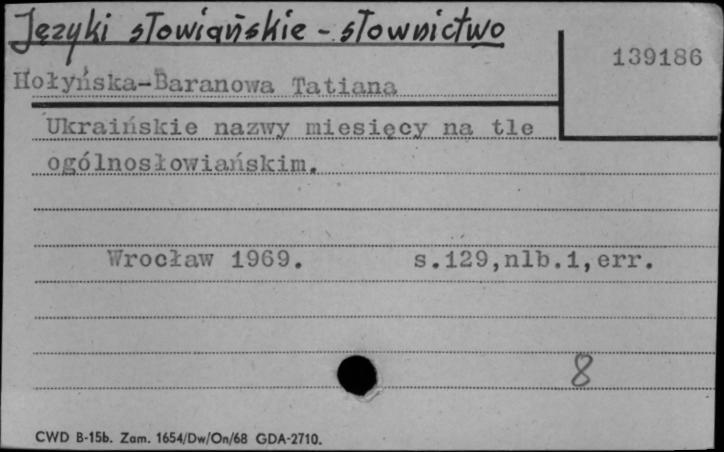 Języki słowiańskie - słownictwo
139186
Hołyńska-Baranowa Tatiana
Ukraińskie nazwy miesięcy na tle
ogólnosłowiańskim.
Wrocław 1969. s.129,nlb.1,err.
8
CWD B-15b. Zam. 1654/Dw/On/68 GDA-2710.